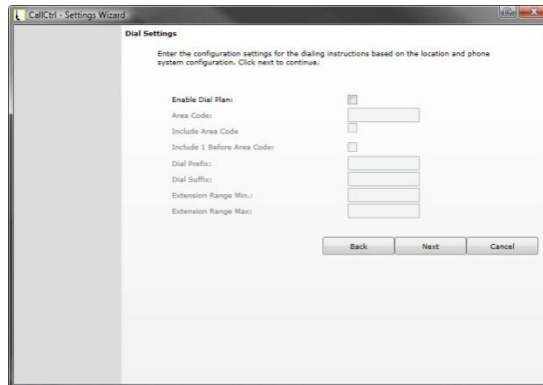 CallCtrl - Settings Wizard
Dial Settings
Enter the configuration settings for the dialing instructions based on the location and phone
system configuration. Click next to continue.
Enable Dial Plan:
Area Code:
Include Area Code
Include 1 Before Area Code:
Dial Prefix:
Dial Suffix:
Extension Range Min.:
Extension Range Max:
Back Next Cancel